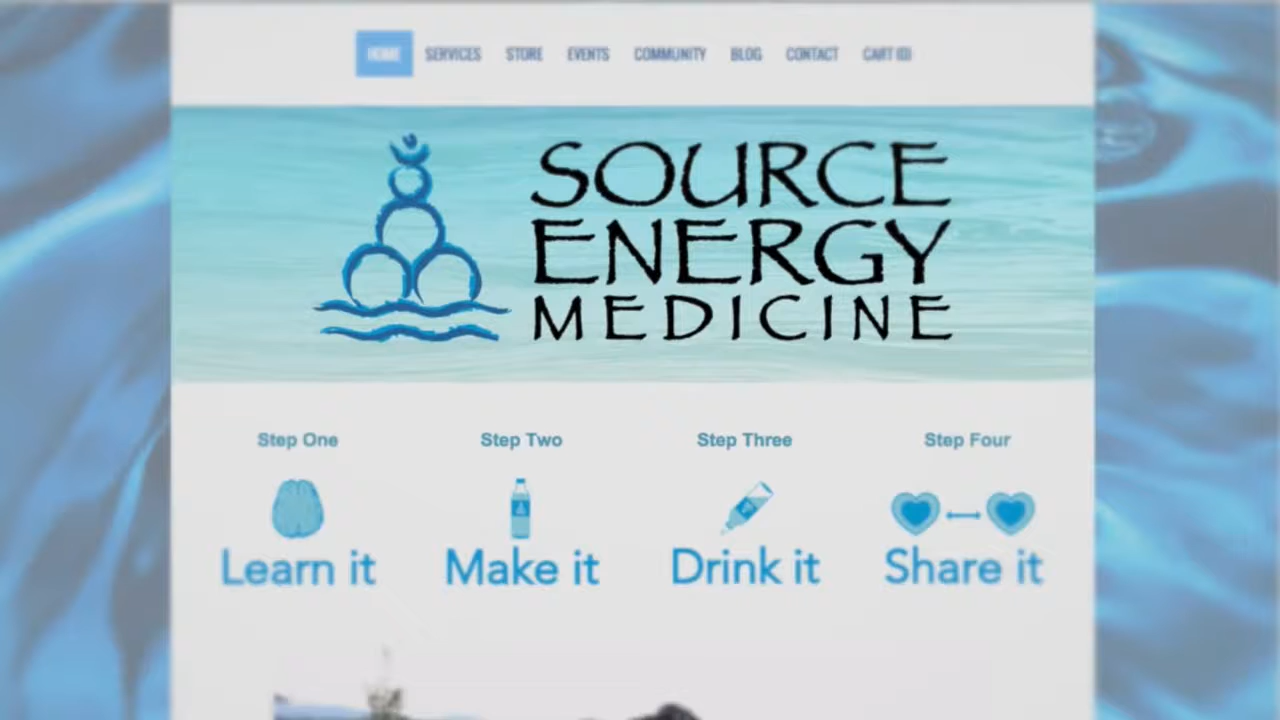 HOME SERVICES STORE EVENTS COMMUNITY BLOG CONTACT CART (0)
SOURCE
ENERGY
MEDICINE
Step One Step Two Step Three Step Four
Learn it Make it Drink it Share it